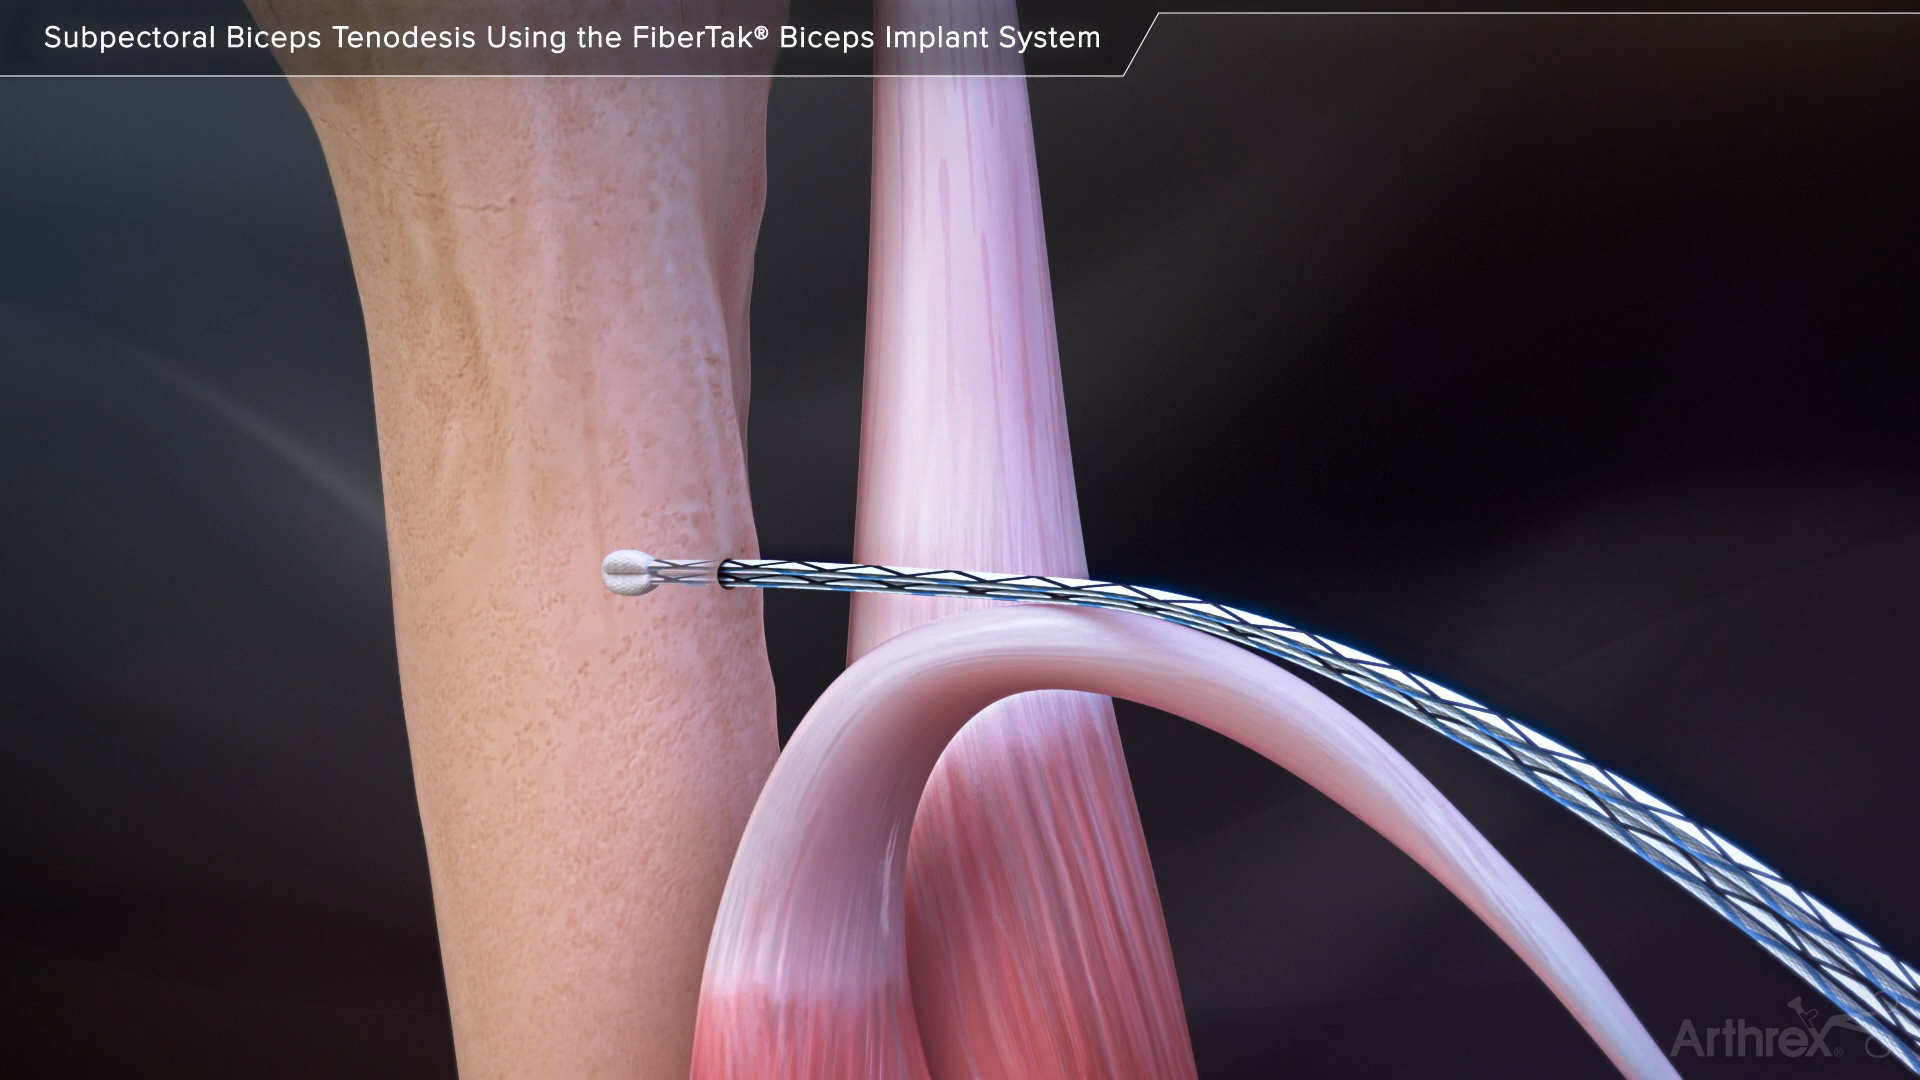 Subpectoral Biceps Tenodesis Using the FiberTak® Biceps Implant System
Arthrex®